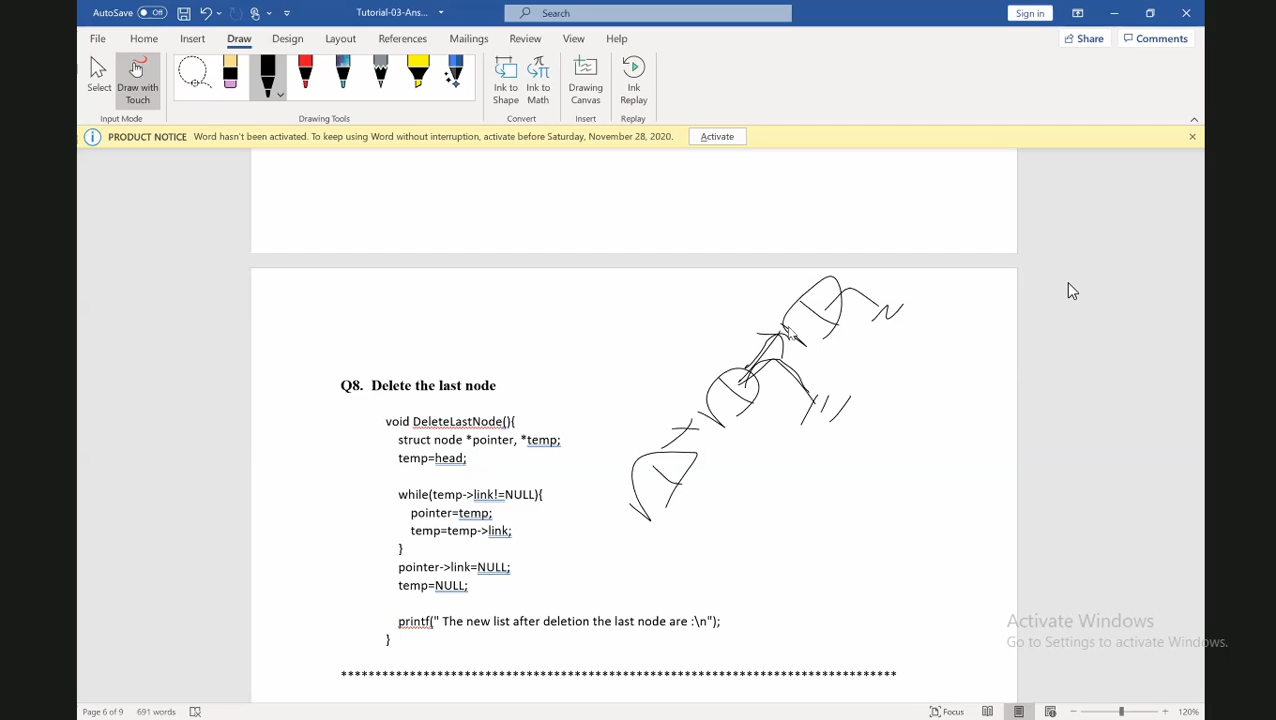 AutoSave Off Tutorial-03-Ans... Search Sign in
File Home Insert Draw Design Layout References Mailings Review View Help Share Comments
Select Draw with Touch Ink to Shape Ink to Math Drawing Canvas Ink Replay
Input Mode Drawing Tools Convert Insert Replay
PRODUCT NOTICE Word hasn't been activated. To keep using Word without interruption, activate before Saturday, November 28, 2020. Activate
Q8. Delete the last node
void DeleteLastNode(){
struct node *pointer, *temp;
temp=head;
while(temp->link!=NULL){
pointer=temp;
temp=temp->link;
}
pointer->link=NULL;
temp=NULL;
printf(" The new list after deletion the last node are :\n");
}
******************************************************************************
Activate Windows
Go to Settings to activate Windows.
Page 6 of 9 691 words Focus 120%